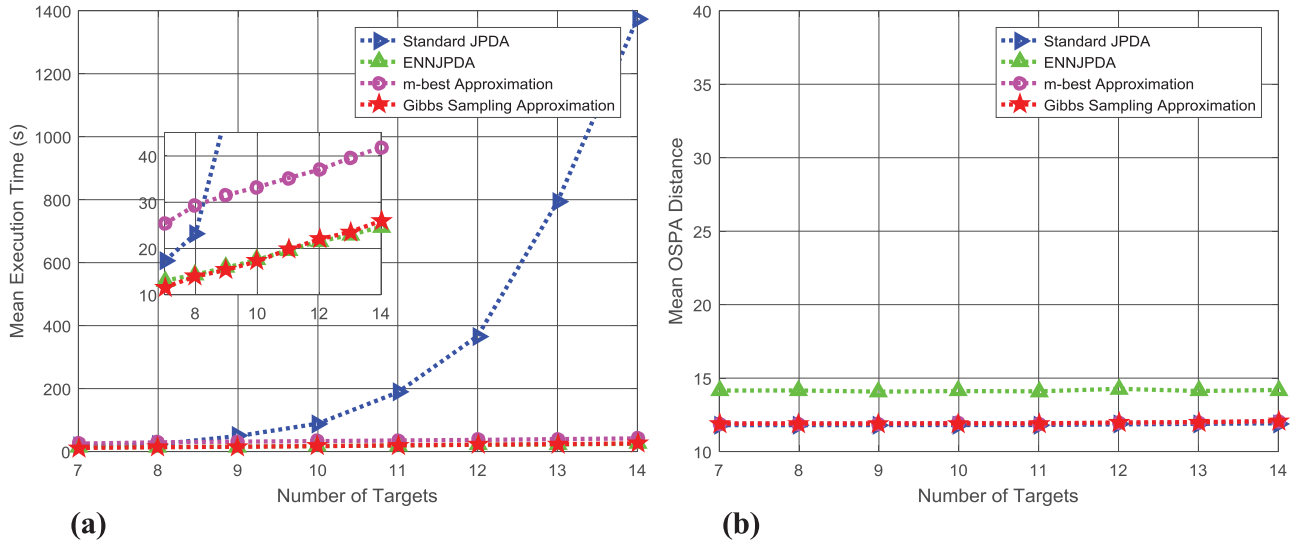 1400
1200
1000
800
600
400
200
0
Mean Execution Time (s)
Standard JPDA
ENNJPDA
m-best Approximation
Gibbs Sampling Approximation
40
30
20
10
8
10
12
14
7
8
9
10
11
12
13
14
Number of Targets
(a)
40
35
30
25
20
15
10
Mean OSPA Distance
Standard JPDA
ENNJPDA
m-best Approximation
Gibbs Sampling Approximation
7
8
9
10
11
12
13
14
Number of Targets
(b)